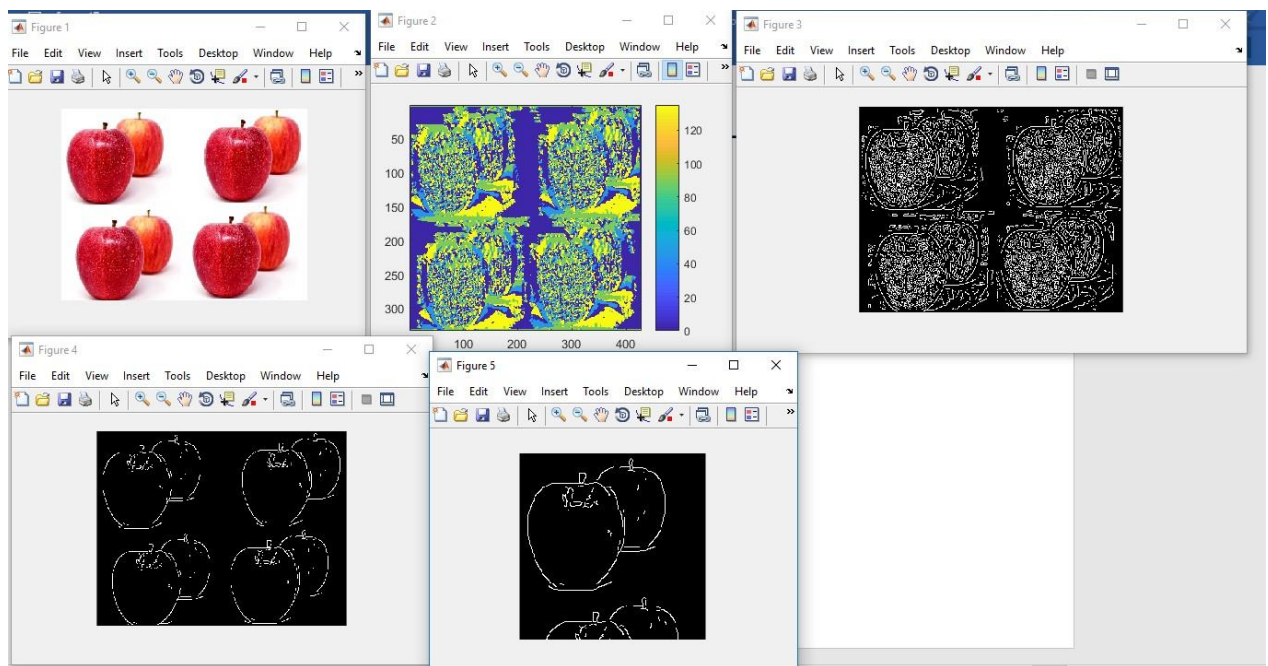 Figure 1
File Edit View Insert Tools Desktop Window Help
Figure 2
File Edit View Insert Tools Desktop Window Help
50
100
150
200
250
300
100 200 300 400
120
100
80
60
40
20
0
Figure 3
File Edit View Insert Tools Desktop Window Help
Figure 4
File Edit View Insert Tools Desktop Window Help
Figure 5
File Edit View Insert Tools Desktop Window Help